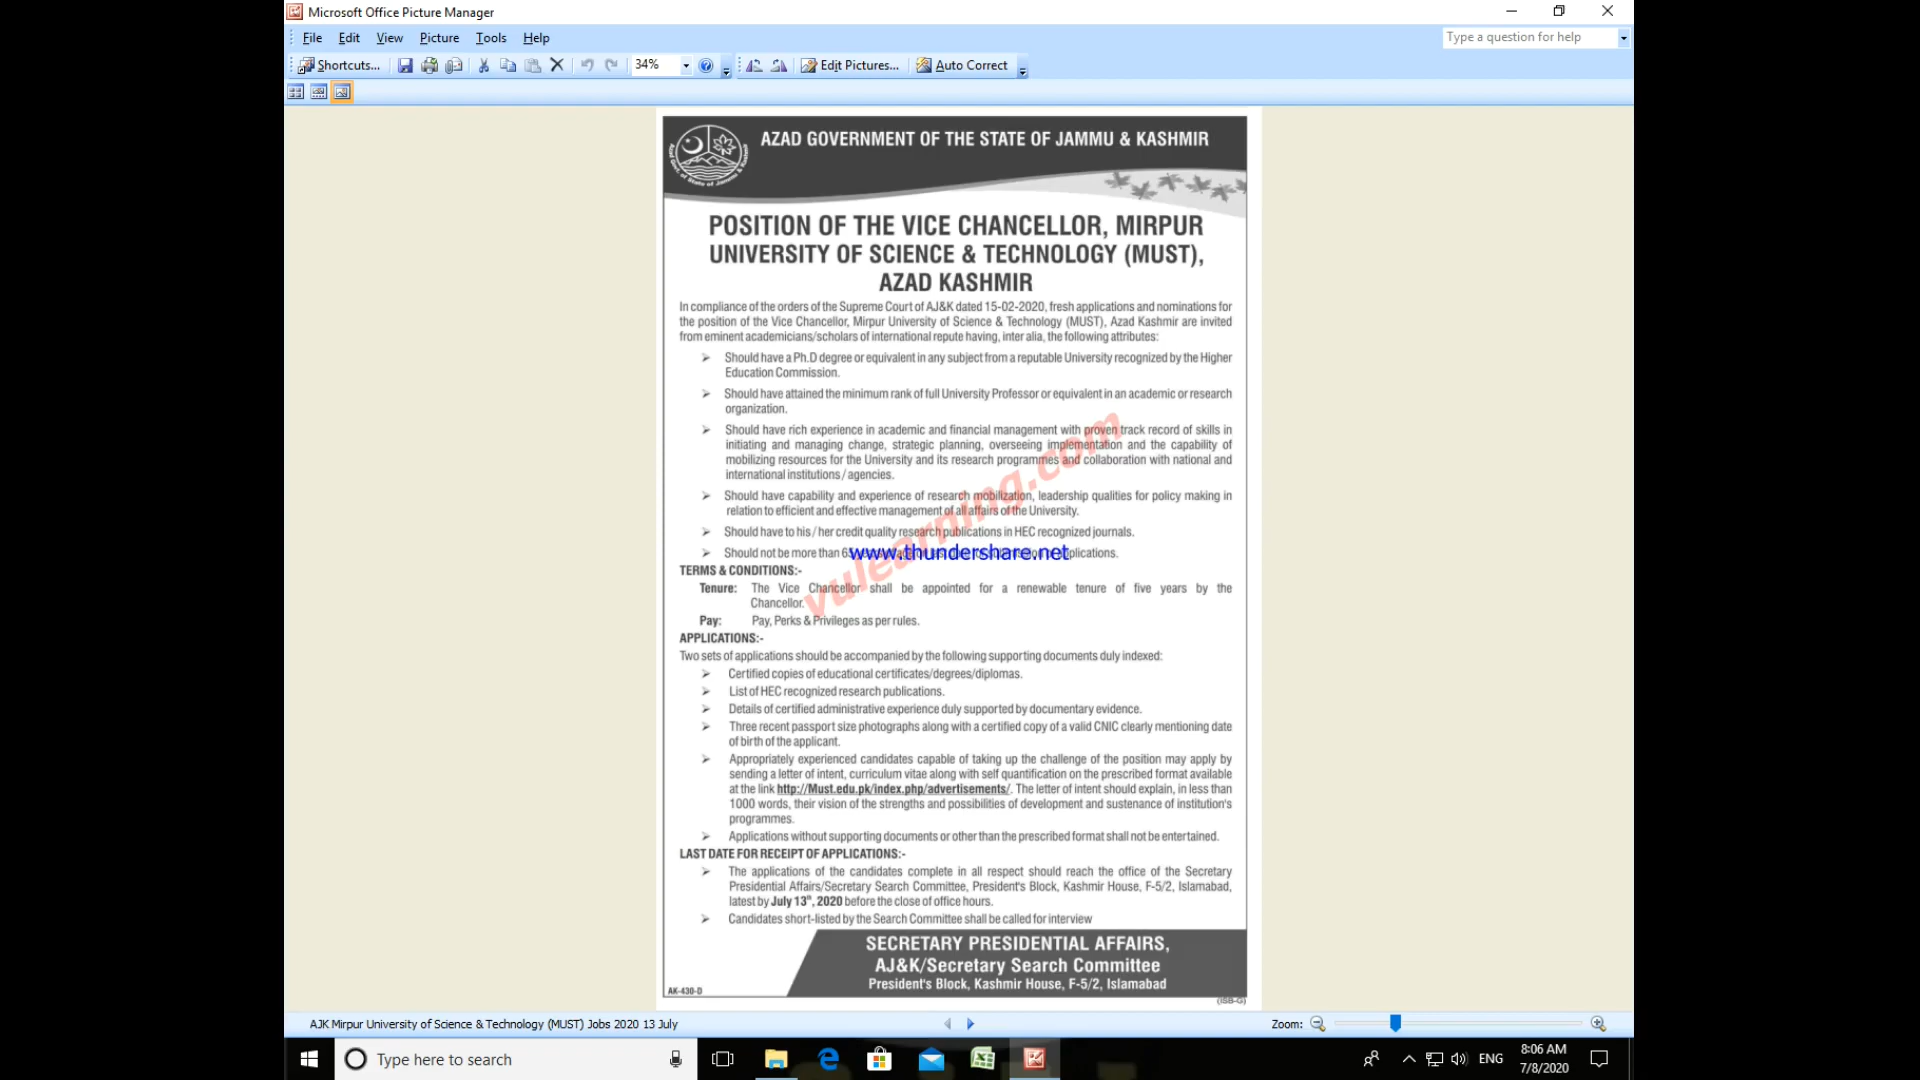 Microsoft Office Picture Manager
File Edit View Picture Tools Help
Type a question for help
Shortcuts... 34% Edit Pictures... Auto Correct
AZAD GOVERNMENT OF THE STATE OF JAMMU & KASHMIR
Azad Govt. of State of Jammu & Kashmir
POSITION OF THE VICE CHANCELLOR, MIRPUR
UNIVERSITY OF SCIENCE & TECHNOLOGY (MUST),
AZAD KASHMIR
In compliance of the orders of the Supreme Court of AJ&K dated 15-02-2020, fresh applications and nominations for
the position of the Vice Chancellor, Mirpur University of Science & Technology (MUST), Azad Kashmir are invited
from eminent academicians/scholars of international repute having, inter alia, the following attributes:
➢ Should have a Ph.D degree or equivalent in any subject from a reputable University recognized by the Higher
Education Commission.
➢ Should have attained the minimum rank of full University Professor or equivalent in an academic or research
organization.
➢ Should have rich experience in academic and financial management with proven track record of skills in
initiating and managing change, strategic planning, overseeing implementation and the capability of
mobilizing resources for the University and its research programmes and collaboration with national and
international institutions/agencies.
➢ Should have capability and experience of research mobilization, leadership qualities for policy making in
relation to efficient and effective management of all affairs of the University.
➢ Should have to his/her credit quality research publications in HEC recognized journals.
➢ Should not be more than applications.
www.thundershare.net
vulearning.com
TERMS & CONDITIONS:-
Tenure: The Vice Chancellor shall be appointed for a renewable tenure of five years by the
Chancellor.
Pay: Pay, Perks & Privileges as per rules.
APPLICATIONS:-
Two sets of applications should be accompanied by the following supporting documents duly indexed:
➢ Certified copies of educational certificates/degrees/diplomas.
➢ List of HEC recognized research publications.
➢ Details of certified administrative experience duly supported by documentary evidence.
➢ Three recent passport size photographs along with a certified copy of a valid CNIC clearly mentioning date
of birth of the applicant.
➢ Appropriately experienced candidates capable of taking up the challenge of the position may apply by
sending a letter of intent, curriculum vitae along with self quantification on the prescribed format available
at the link http://Must.edu.pk/index.php/advertisements/. The letter of intent should explain, in less than
1000 words, their vision of the strengths and possibilities of development and sustenance of institution's
programmes.
➢ Applications without supporting documents or other than the prescribed format shall not be entertained.
LAST DATE FOR RECEIPT OF APPLICATIONS:-
➢ The applications of the candidates complete in all respect should reach the office of the Secretary
Presidential Affairs/Secretary Search Committee, President's Block, Kashmir House, F-5/2, Islamabad,
latest by July 13th, 2020 before the close of office hours.
➢ Candidates short-listed by the Search Committee shall be called for interview
SECRETARY PRESIDENTIAL AFFAIRS,
AJ&K/Secretary Search Committee
President's Block, Kashmir House, F-5/2, Islamabad
AK-430-D
(ISB-G)
AJK Mirpur University of Science & Technology (MUST) Jobs 2020 13 July
Zoom:
Type here to search
ENG
8:06 AM
7/8/2020